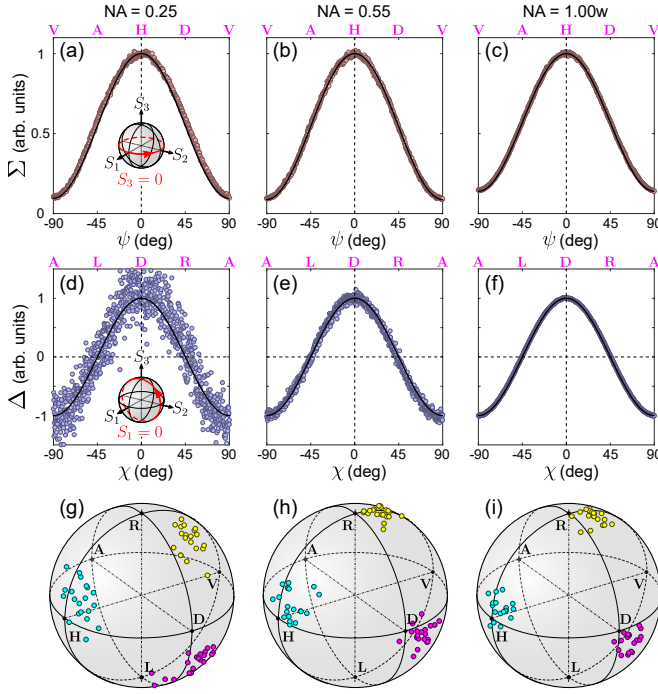 NA = 0.25 NA = 0.55 NA = 1.00w
V A H D V V A H D V V A H D V
(a) (b) (c)
Σ (arb. units)
1
0.5
0
S₃
S₁ S₂
S₃ = 0
-90 -45 0 45 90 -90 -45 0 45 90 -90 -45 0 45 90
ψ (deg) ψ (deg) ψ (deg)
A L D R A A L D R A A L D R A
(d) (e) (f)
Δ (arb. units)
1
0
-1
S₃
S₁ S₂
S₁ = 0
-90 -45 0 45 90 -90 -45 0 45 90 -90 -45 0 45 90
χ (deg) χ (deg) χ (deg)
(g) (h) (i)
R R R
A A A
V V V
H D H D H D
L L L